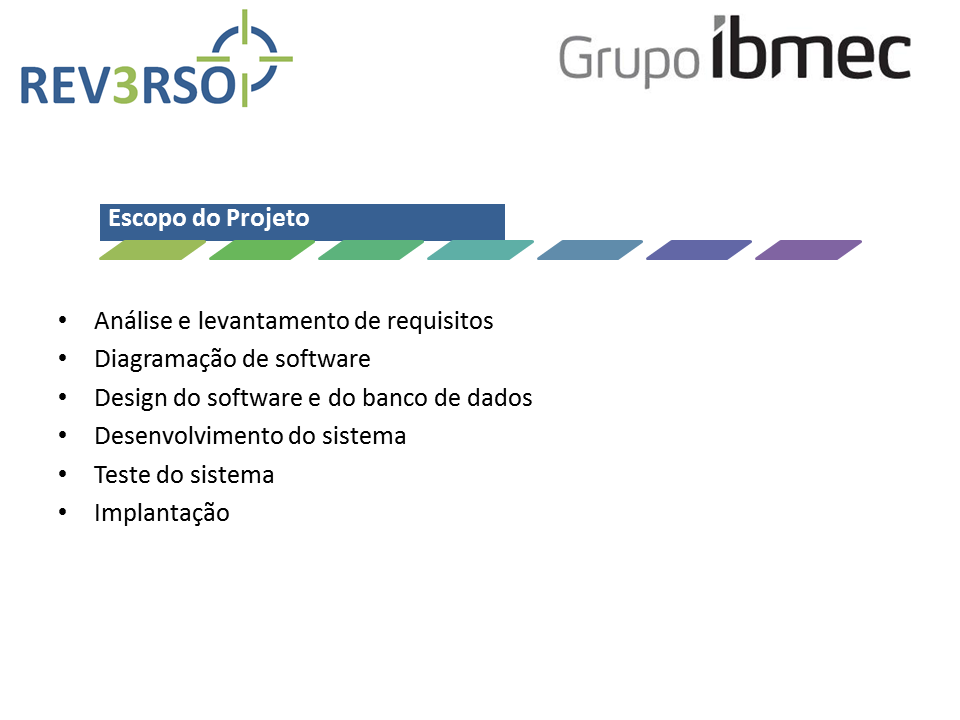 REV3RSO
Grupo ibmec
Escopo do Projeto
• Análise e levantamento de requisitos
• Diagramação de software
• Design do software e do banco de dados
• Desenvolvimento do sistema
• Teste do sistema
• Implantação